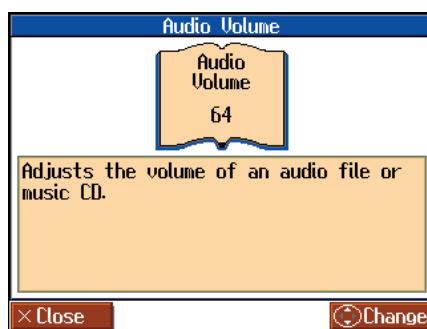 Audio Volume
Audio
Volume
64
Adjusts the volume of an audio file or
music CD.
× Close
Change